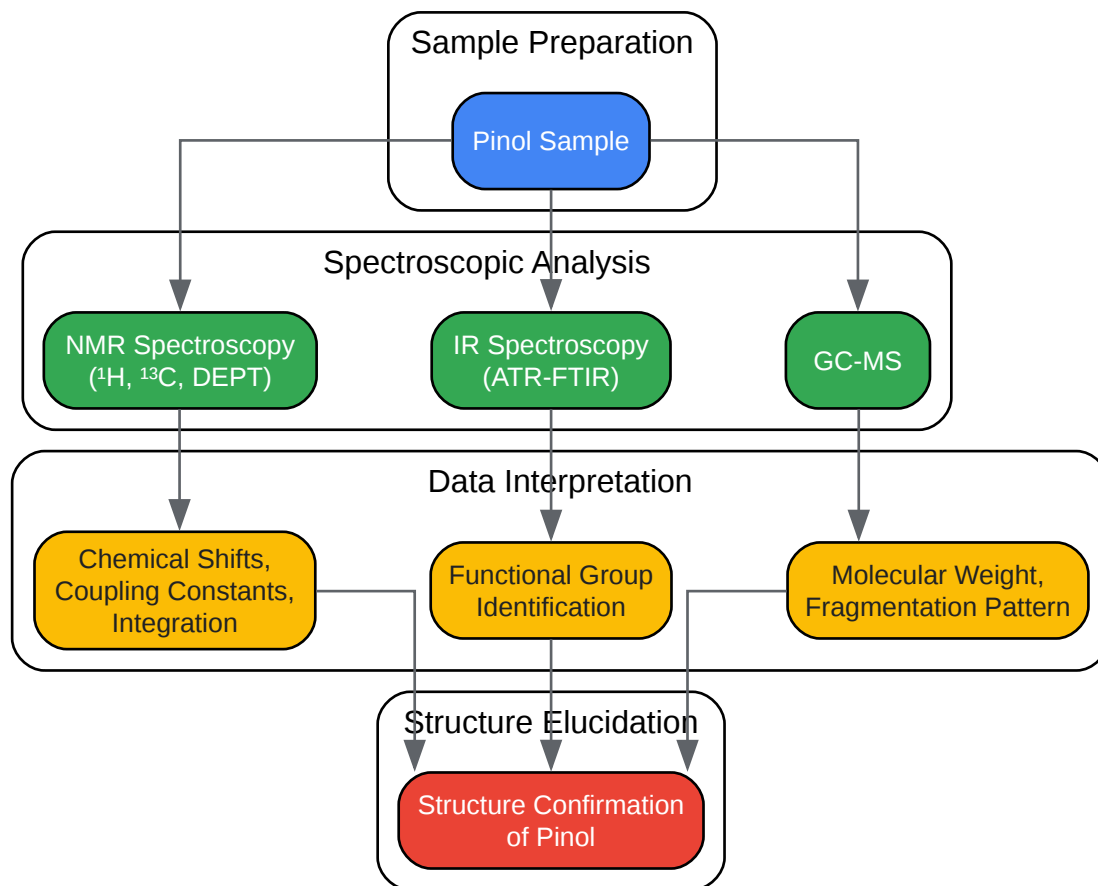 Sample Preparation
Pinol Sample
Spectroscopic Analysis
NMR Spectroscopy
(¹H, ¹³C, DEPT)
IR Spectroscopy
(ATR-FTIR)
GC-MS
Data Interpretation
Chemical Shifts,
Coupling Constants,
Integration
Functional Group
Identification
Molecular Weight,
Fragmentation Pattern
Structure Elucidation
Structure Confirmation
of Pinol